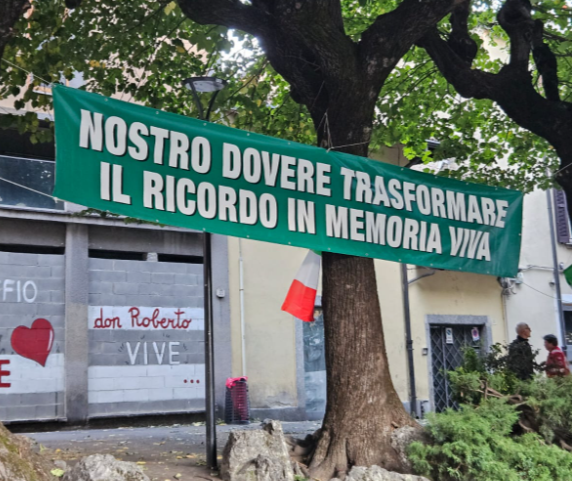 NOSTRO DOVERE TRASFORMARE
IL RICORDO IN MEMORIA VIVA
FIO
don Roberto
VIVE
...
E